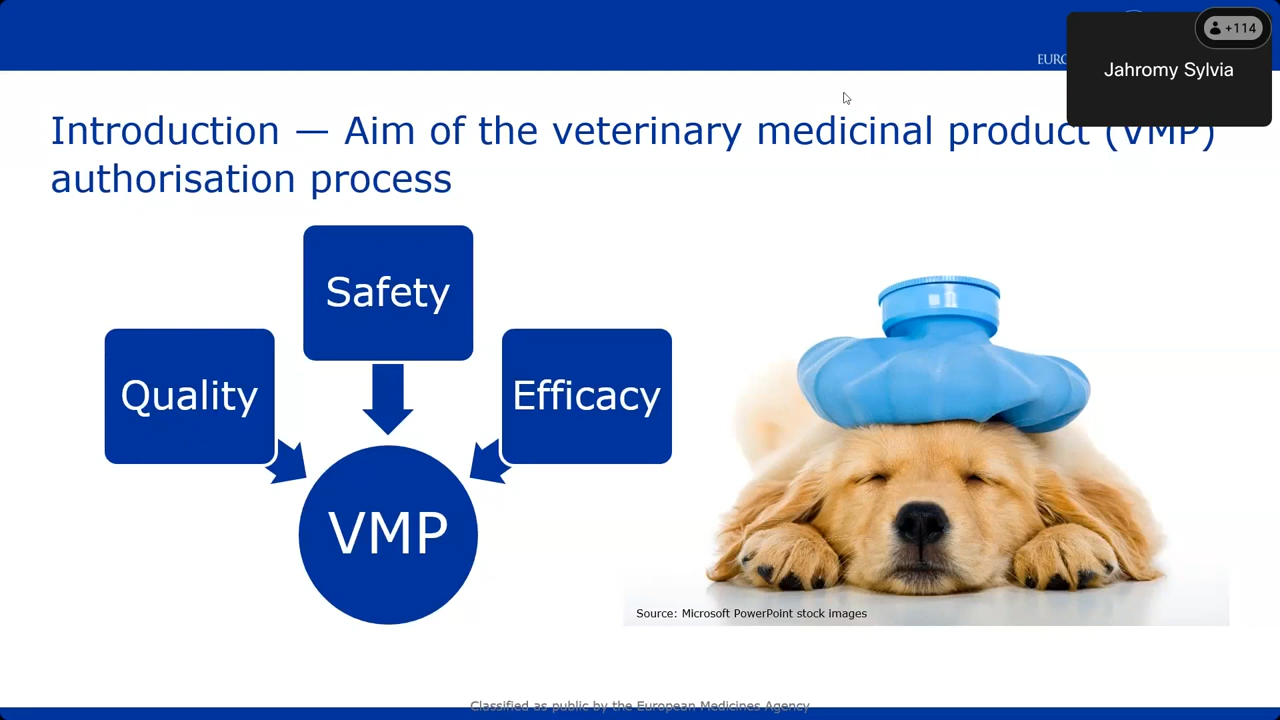 EURO
+114
Jahromy Sylvia
Introduction — Aim of the veterinary medicinal product (VMP)
authorisation process
Safety
Quality
Efficacy
VMP
Source: Microsoft PowerPoint stock images
Classified as public by the European Medicines Agency